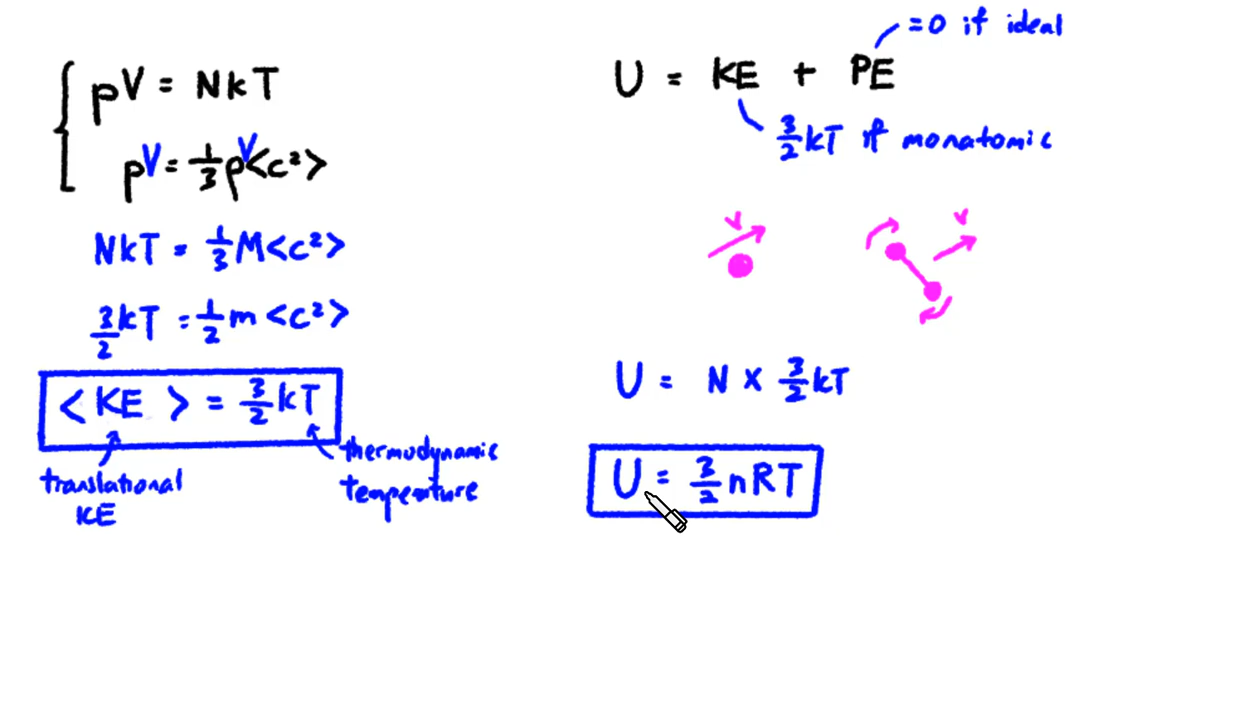 pV = NkT
pV = 1/3 ρV<c²>
NkT = 1/3 M<c²>
3/2 kT = 1/2 m<c²>
<KE> = 3/2 kT
translational KE
thermodynamic temperature
= 0 if ideal
U = KE + PE
3/2 kT if monatomic
v
v
U = N × 3/2 kT
U = 3/2 nRT